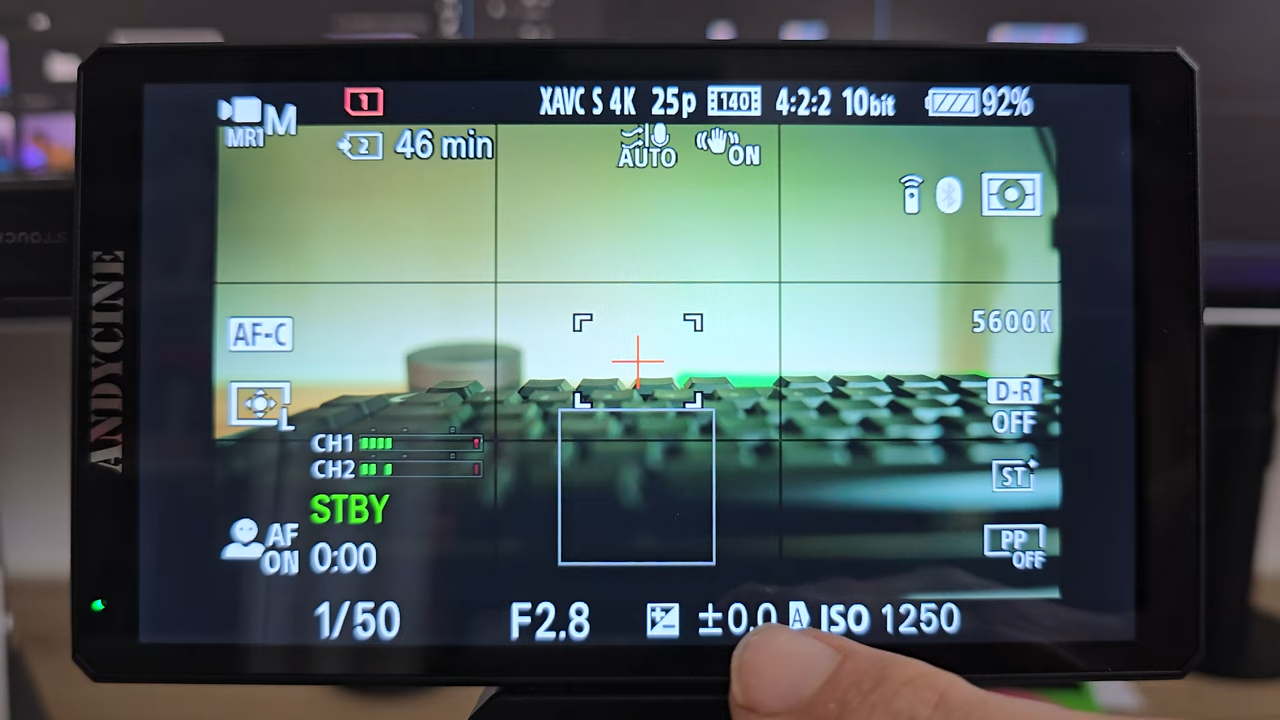 M
MR1
1
XAVC S 4K 25p 140 4:2:2 10bit 92%
2 46 min
AUTO
ON
ANDYCINE
AF-C
5600K
L
D-R
OFF
CH1
CH2
ST
STBY
AF
ON
0:00
PP
OFF
1/50 F2.8 ±0.0 A ISO 1250